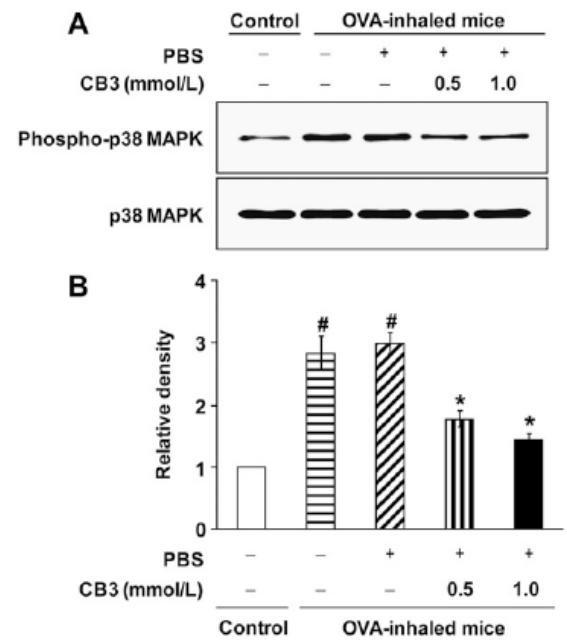 A
Control OVA-inhaled mice
PBS – – + + +
CB3 (mmol/L) – – – 0.5 1.0
Phospho-p38 MAPK
p38 MAPK
B
Relative density
4
3
2
1
0
# # * *
PBS – – + + +
CB3 (mmol/L) – – – 0.5 1.0
Control OVA-inhaled mice